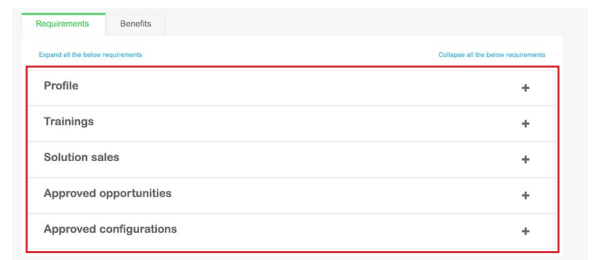 Requirements Benefits
Expand all the below requirements Collapse all the below requirements
Profile +
Trainings +
Solution sales +
Approved opportunities +
Approved configurations +